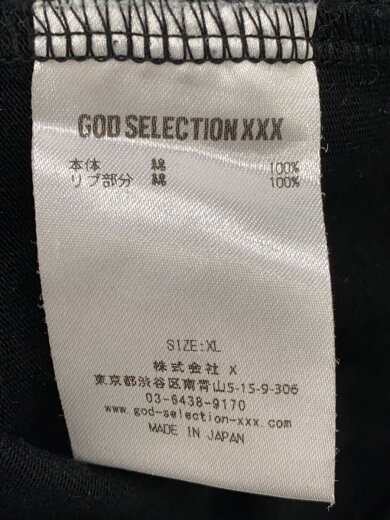 GOD SELECTION XXX
本体 綿 100%
リブ部分 綿 100%
SIZE:XL
株式会社 X
東京都渋谷区南青山5-15-9-306
03-6438-9170
www.god-selection-xxx.com
MADE IN JAPAN